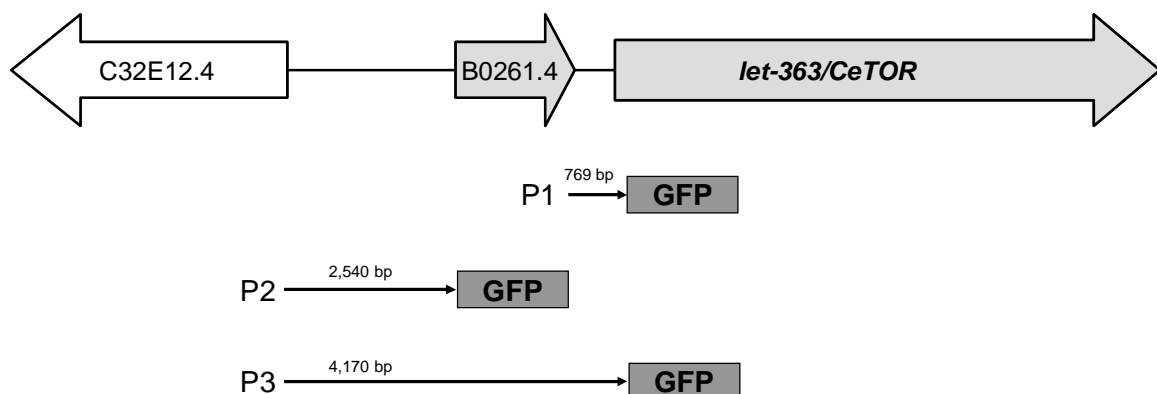 C32E12.4 B0261.4 let-363/CeTOR
769 bp
P1 GFP
2,540 bp
P2 GFP
4,170 bp
P3 GFP